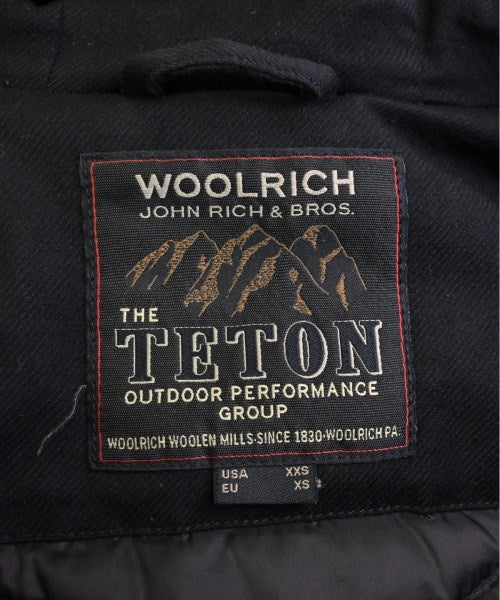 WOOLRICH
JOHN RICH & BROS.
THE
TETON
OUTDOOR PERFORMANCE
GROUP
WOOLRICH WOOLEN MILLS·SINCE 1830·WOOLRICH PA.
USA XXS
EU XS